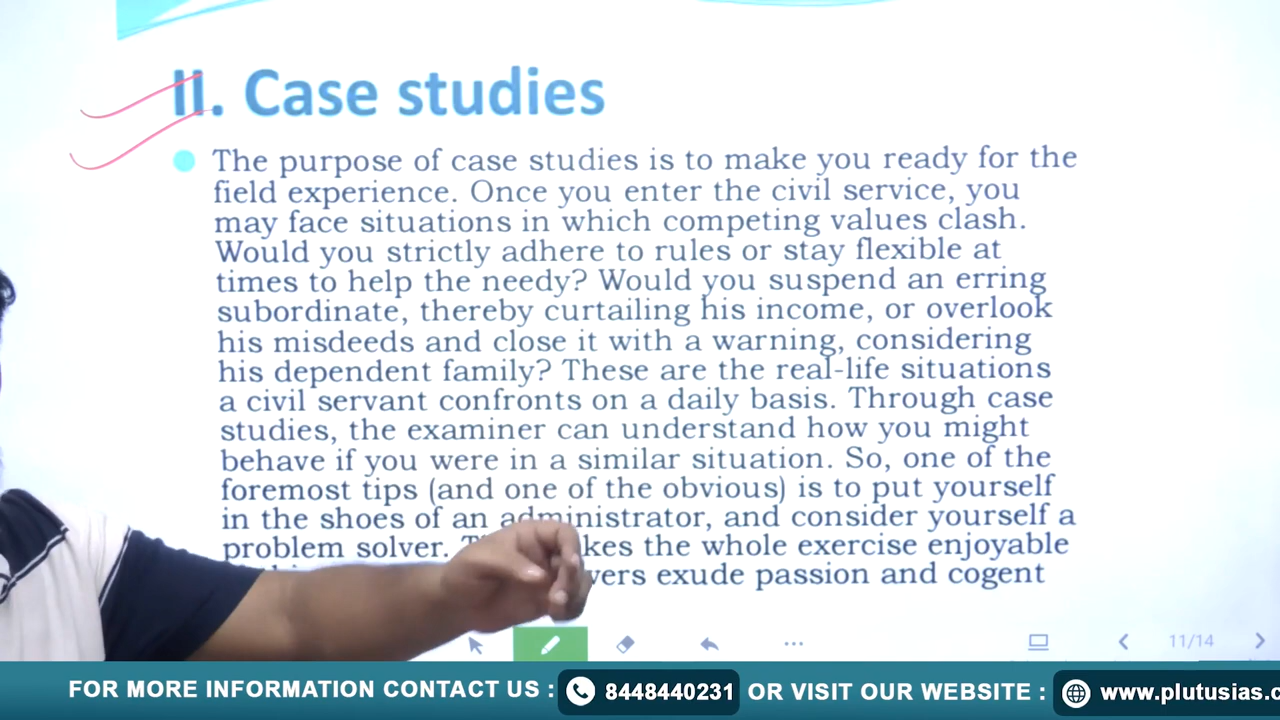 II. Case studies
The purpose of case studies is to make you ready for the
field experience. Once you enter the civil service, you
may face situations in which competing values clash.
Would you strictly adhere to rules or stay flexible at
times to help the needy? Would you suspend an erring
subordinate, thereby curtailing his income, or overlook
his misdeeds and close it with a warning, considering
his dependent family? These are the real-life situations
a civil servant confronts on a daily basis. Through case
studies, the examiner can understand how you might
behave if you were in a similar situation. So, one of the
foremost tips (and one of the obvious) is to put yourself
in the shoes of an administrator, and consider yourself a
problem solver. the whole exercise enjoyable
exude passion and cogent
11/14
FOR MORE INFORMATION CONTACT US : 8448440231 OR VISIT OUR WEBSITE : www.plutusias.c